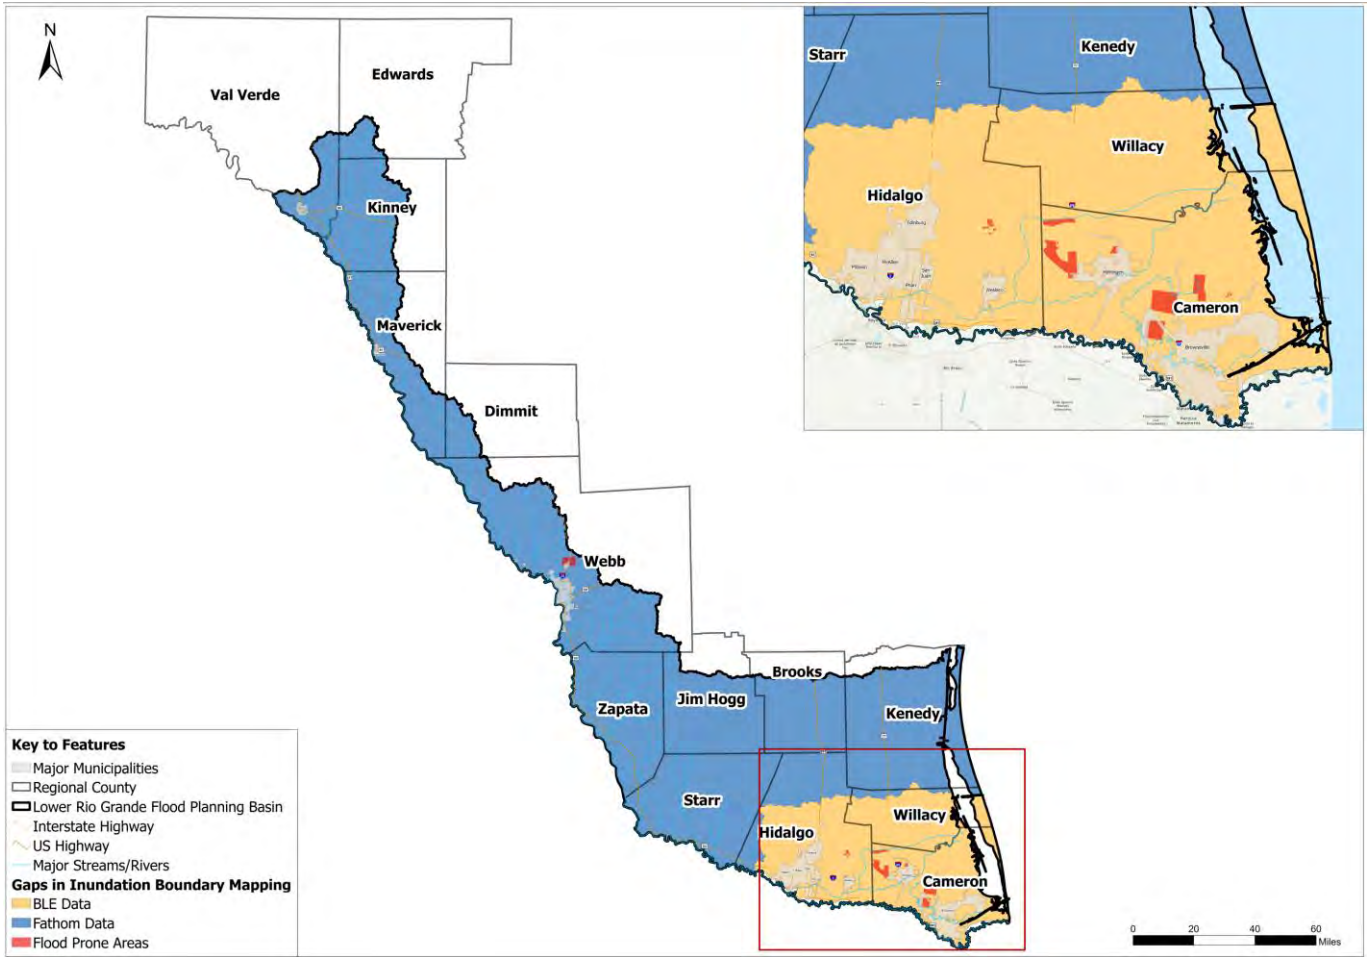 N
Val Verde
Edwards
Kinney
Maverick
Dimmit
Webb
Zapata
Jim Hogg
Brooks
Kenedy
Starr
Hidalgo
Willacy
Cameron
Starr
Kenedy
Willacy
Hidalgo
Cameron
Key to Features
Major Municipalities
Regional County
Lower Rio Grande Flood Planning Basin
Interstate Highway
US Highway
Major Streams/Rivers
Gaps in Inundation Boundary Mapping
BLE Data
Fathom Data
Flood Prone Areas
0 20 40 60
Miles